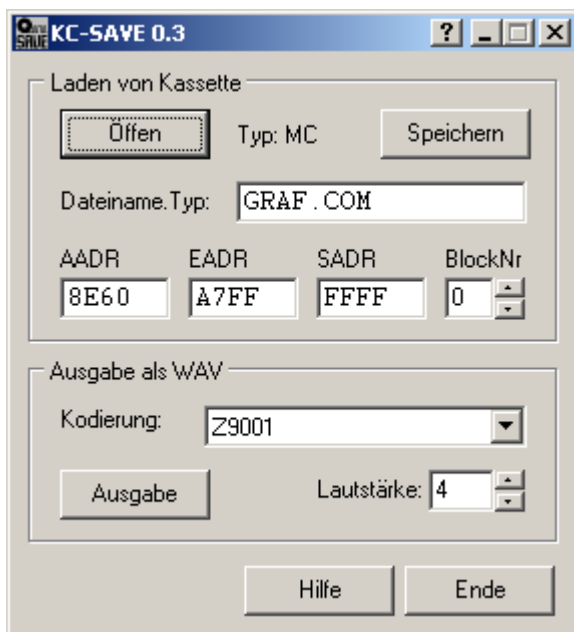 KC-SAVE 0.3
Laden von Kassette
Öffen Typ: MC Speichern
Dateiname.Typ: GRAF.COM
AADR EADR SADR BlockNr
8E60 A7FF FFFF 0
Ausgabe als WAV
Kodierung: Z9001
Ausgabe Lautstärke: 4
Hilfe Ende